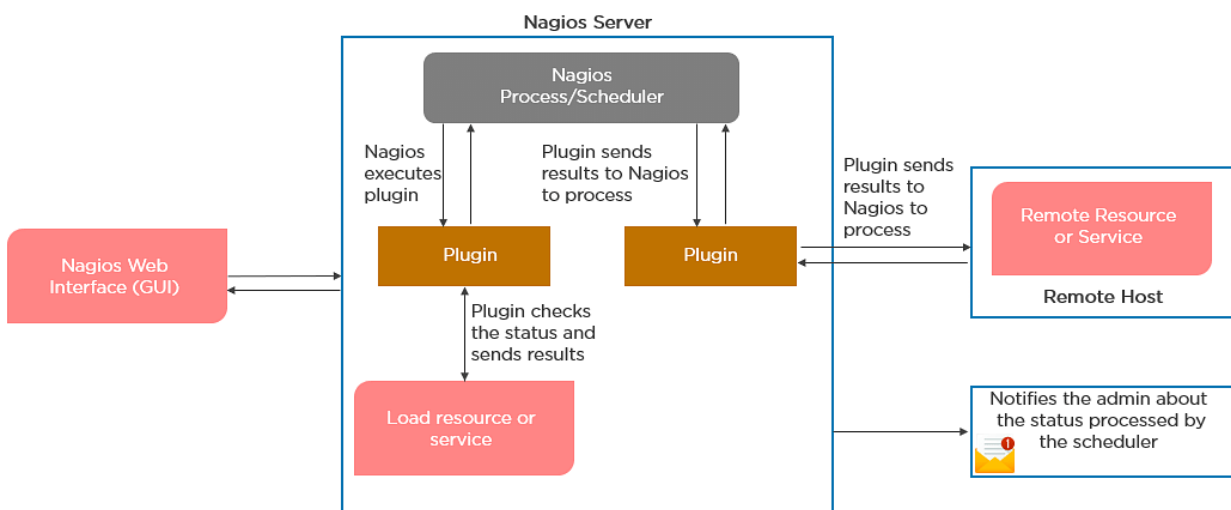 Nagios Server
Nagios
Process/Scheduler
Nagios
executes
plugin
Plugin sends
results to Nagios
to process
Plugin sends
results to
Nagios to
process
Remote Resource
or Service
Remote Host
Plugin
Plugin
Nagios Web
Interface (GUI)
Plugin checks
the status and
sends results
Load resource or
service
Notifies the admin about
the status processed by
the scheduler
1